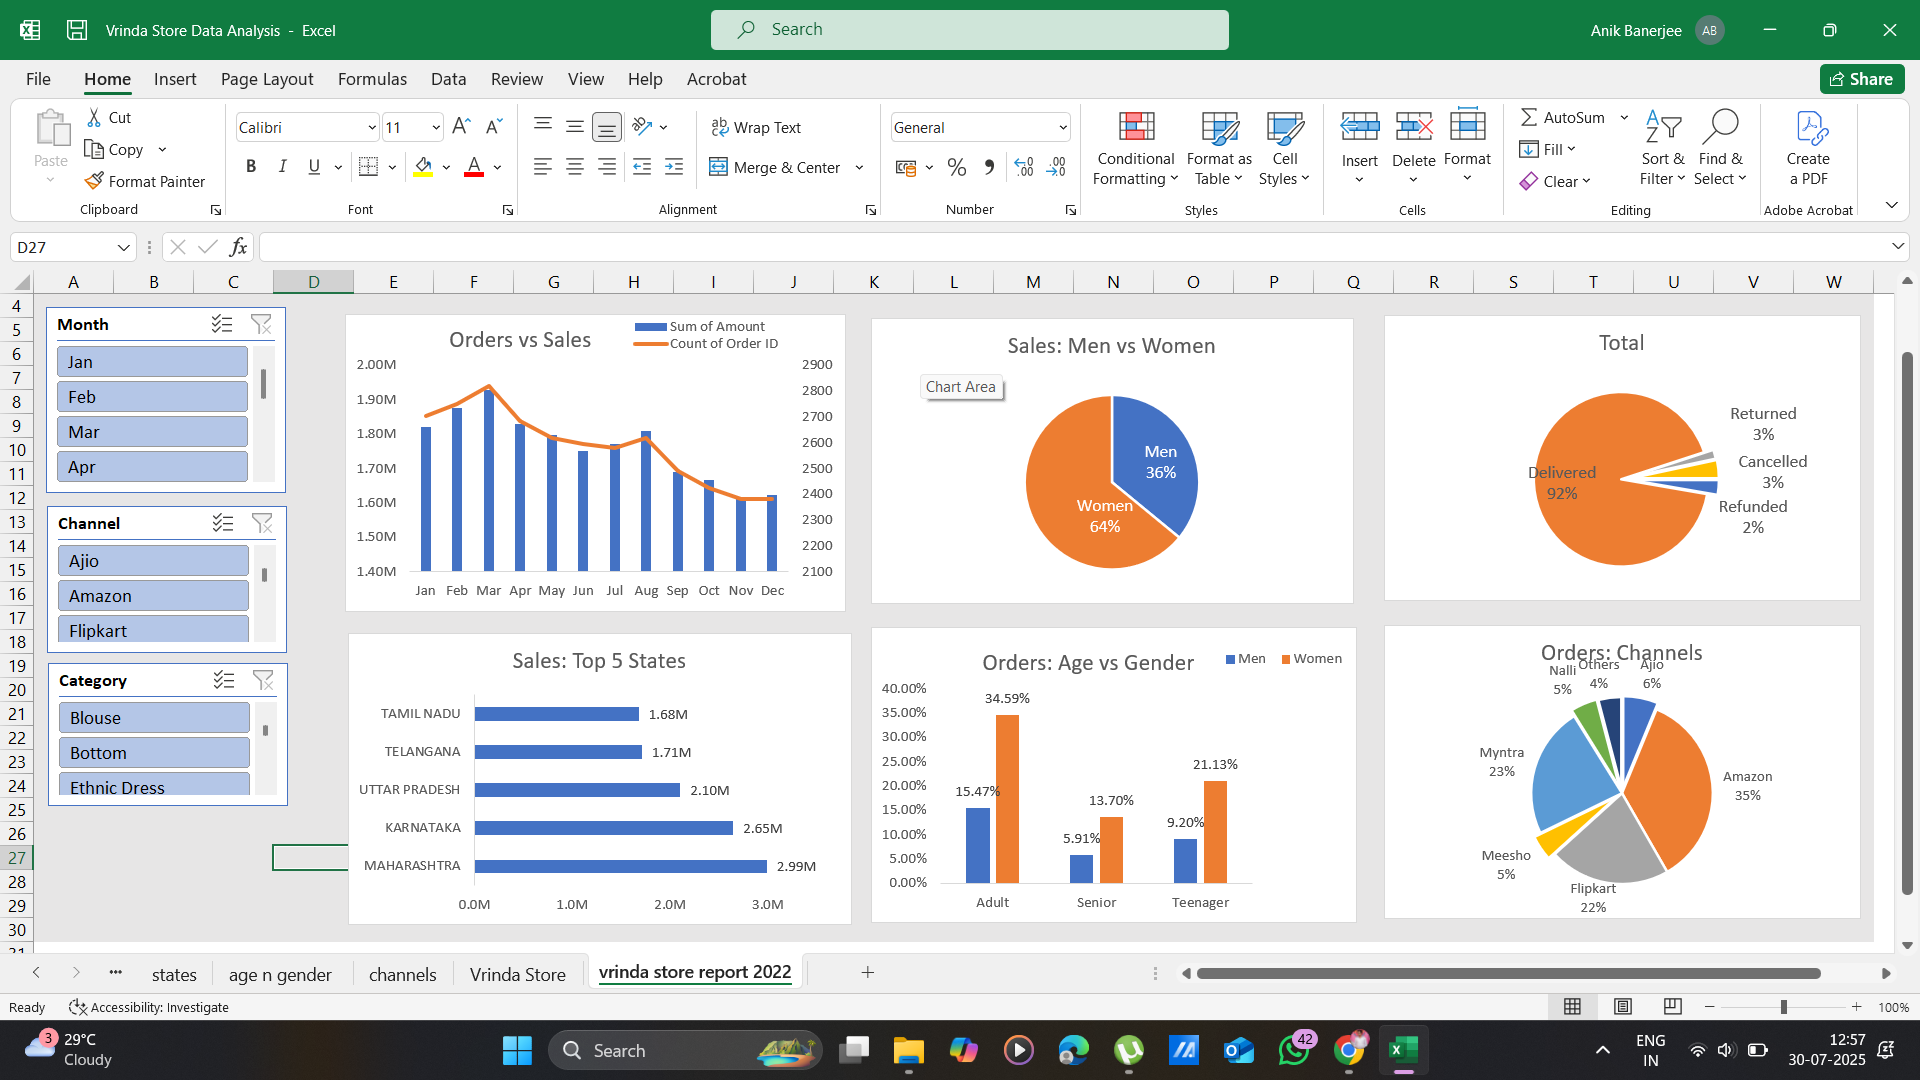 Vrinda Store Data Analysis - Excel
Search
Anik Banerjee AB
File Home Insert Page Layout Formulas Data Review View Help Acrobat
Share
Paste
Cut
Copy
Format Painter
Clipboard
Calibri 11
B I U A
Font
Wrap Text
Merge & Center
Alignment
General
Number
Conditional Formatting
Format as Table
Cell Styles
Styles
Insert Delete Format
Cells
AutoSum
Fill
Clear
Sort & Filter
Find & Select
Editing
Create a PDF
Adobe Acrobat
D27
fx
A B C D E F G H I J K L M N O P Q R S T U V W
4
5
6
7
8
9
10
11
12
13
14
15
16
17
18
19
20
21
22
23
24
25
26
27
28
29
30
31
Month
Jan
Feb
Mar
Apr
Channel
Ajio
Amazon
Flipkart
Category
Blouse
Bottom
Ethnic Dress
Orders vs Sales
Sum of Amount
Count of Order ID
2.00M
1.90M
1.80M
1.70M
1.60M
1.50M
1.40M
2900
2800
2700
2600
2500
2400
2300
2200
2100
Jan Feb Mar Apr May Jun Jul Aug Sep Oct Nov Dec
Sales: Men vs Women
Chart Area
Men
36%
Women
64%
Total
Returned
3%
Cancelled
3%
Refunded
2%
Delivered
92%
Sales: Top 5 States
TAMIL NADU 1.68M
TELANGANA 1.71M
UTTAR PRADESH 2.10M
KARNATAKA 2.65M
MAHARASHTRA 2.99M
0.0M 1.0M 2.0M 3.0M
Orders: Age vs Gender
Men Women
40.00%
35.00%
30.00%
25.00%
20.00%
15.00%
10.00%
5.00%
0.00%
15.47% 34.59%
5.91% 13.70%
9.20% 21.13%
Adult Senior Teenager
Orders: Channels
Nalli
5%
Others
4%
Ajio
6%
Myntra
23%
Amazon
35%
Meesho
5%
Flipkart
22%
states age n gender channels Vrinda Store vrinda store report 2022
Ready Accessibility: Investigate
100%
3
29°C
Cloudy
Search
42
ENG
IN
12:57
30-07-2025